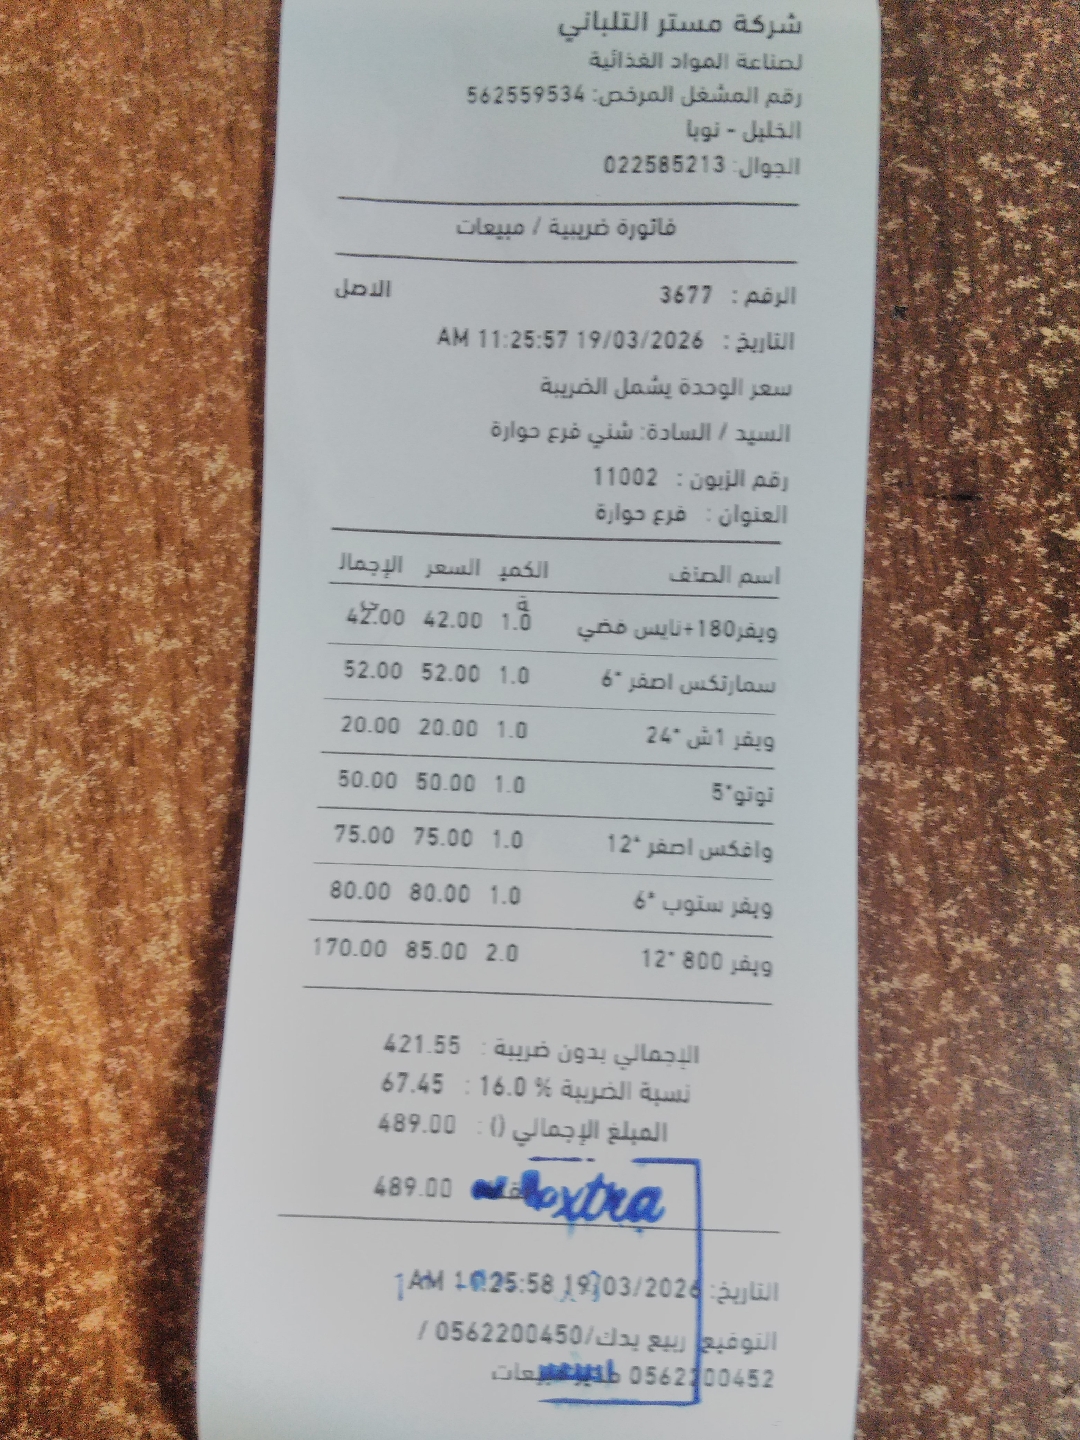 شركة مستر التلباني
لصناعة المواد الغذائية
رقم المشغل المرخص: 562559534
الخليل - نوبا
الجوال: 022585213
فاتورة ضريبية / مبيعات
الرقم : 3677 الاصل
التاريخ : 19/03/2026 11:25:57 AM
سعر الوحدة يشمل الضريبة
السيد / السادة: شني فرع حوارة
رقم الزبون : 11002
العنوان : فرع حوارة
اسم الصنف الكمية السعر الإجمالي
ويفر180+نايس فضي 1.0 42.00 42.00
سمارتكس اصفر *6 1.0 52.00 52.00
ويفر 1ش *24 1.0 20.00 20.00
توتو*5 1.0 50.00 50.00
وافكس اصفر *12 1.0 75.00 75.00
ويفر ستوب *6 1.0 80.00 80.00
ويفر 800 *12 2.0 85.00 170.00
الإجمالي بدون ضريبة : 421.55
نسبة الضريبة % 16.0 : 67.45
المبلغ الإجمالي () : 489.00
extra 489.00
التاريخ: 19/03/2026 :25:58 AM
التوقيع ربيع يدك/0562200450 /
0562200452